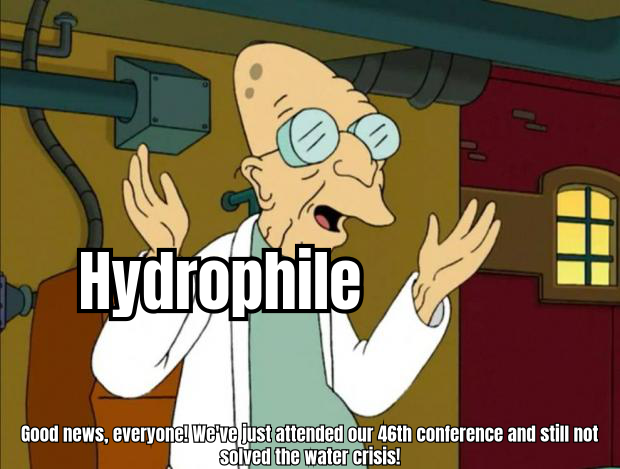 Hydrophile
Good news, everyone! We've just attended our 46th conference and still not
solved the water crisis!